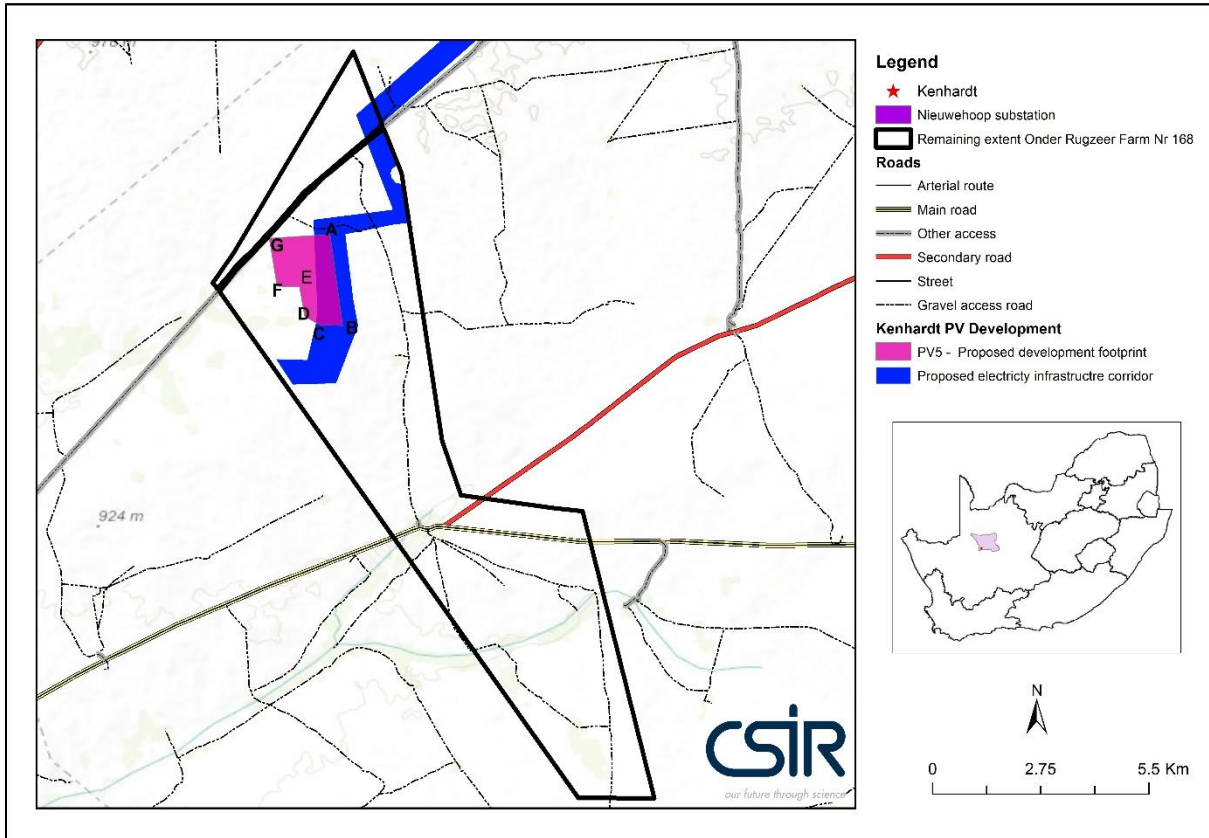 978 m
Legend
Kenhardt
Nieuwehoop substation
Remaining extent Onder Rugzeer Farm Nr 168
Roads
Arterial route
Main road
Other access
Secondary road
Street
Gravel access road
Kenhardt PV Development
PV5 - Proposed development footprint
Proposed electricty infrastructre corridor
G
A
E
F
D
C
B
924 m
N
0 2.75 5.5 Km
CSIR
our future through science